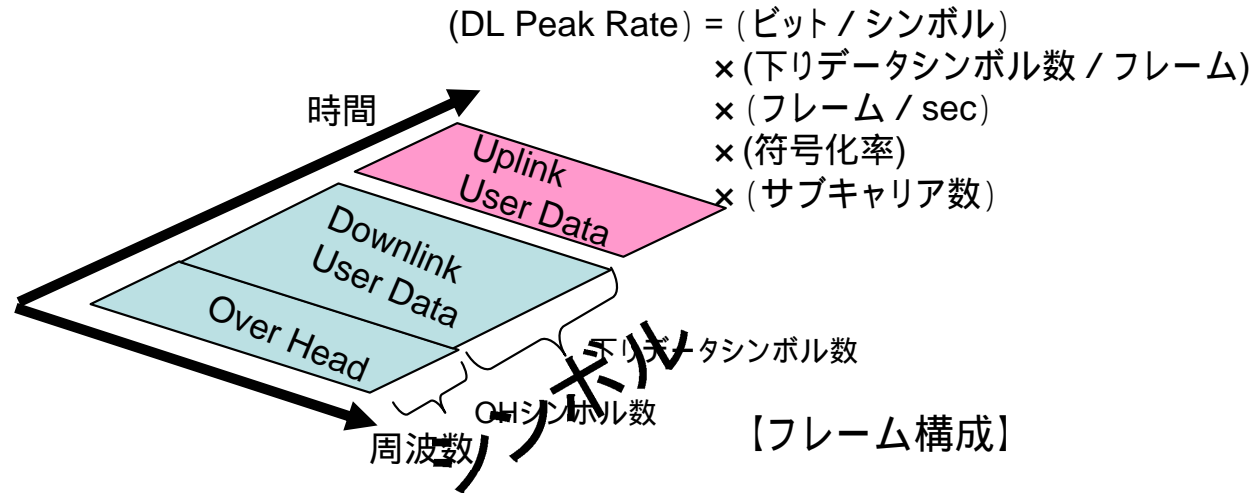 (DL Peak Rate) = (ビット / シンボル)
×(下りデータシンボル数 / フレーム)
×(フレーム / sec)
×(符号化率)
×(サブキャリア数)
時間
Uplink
User Data
Downlink
User Data
Over Head
下りデータシンボル数
OHシンボル数
シンボル
周波数
【フレーム構成】